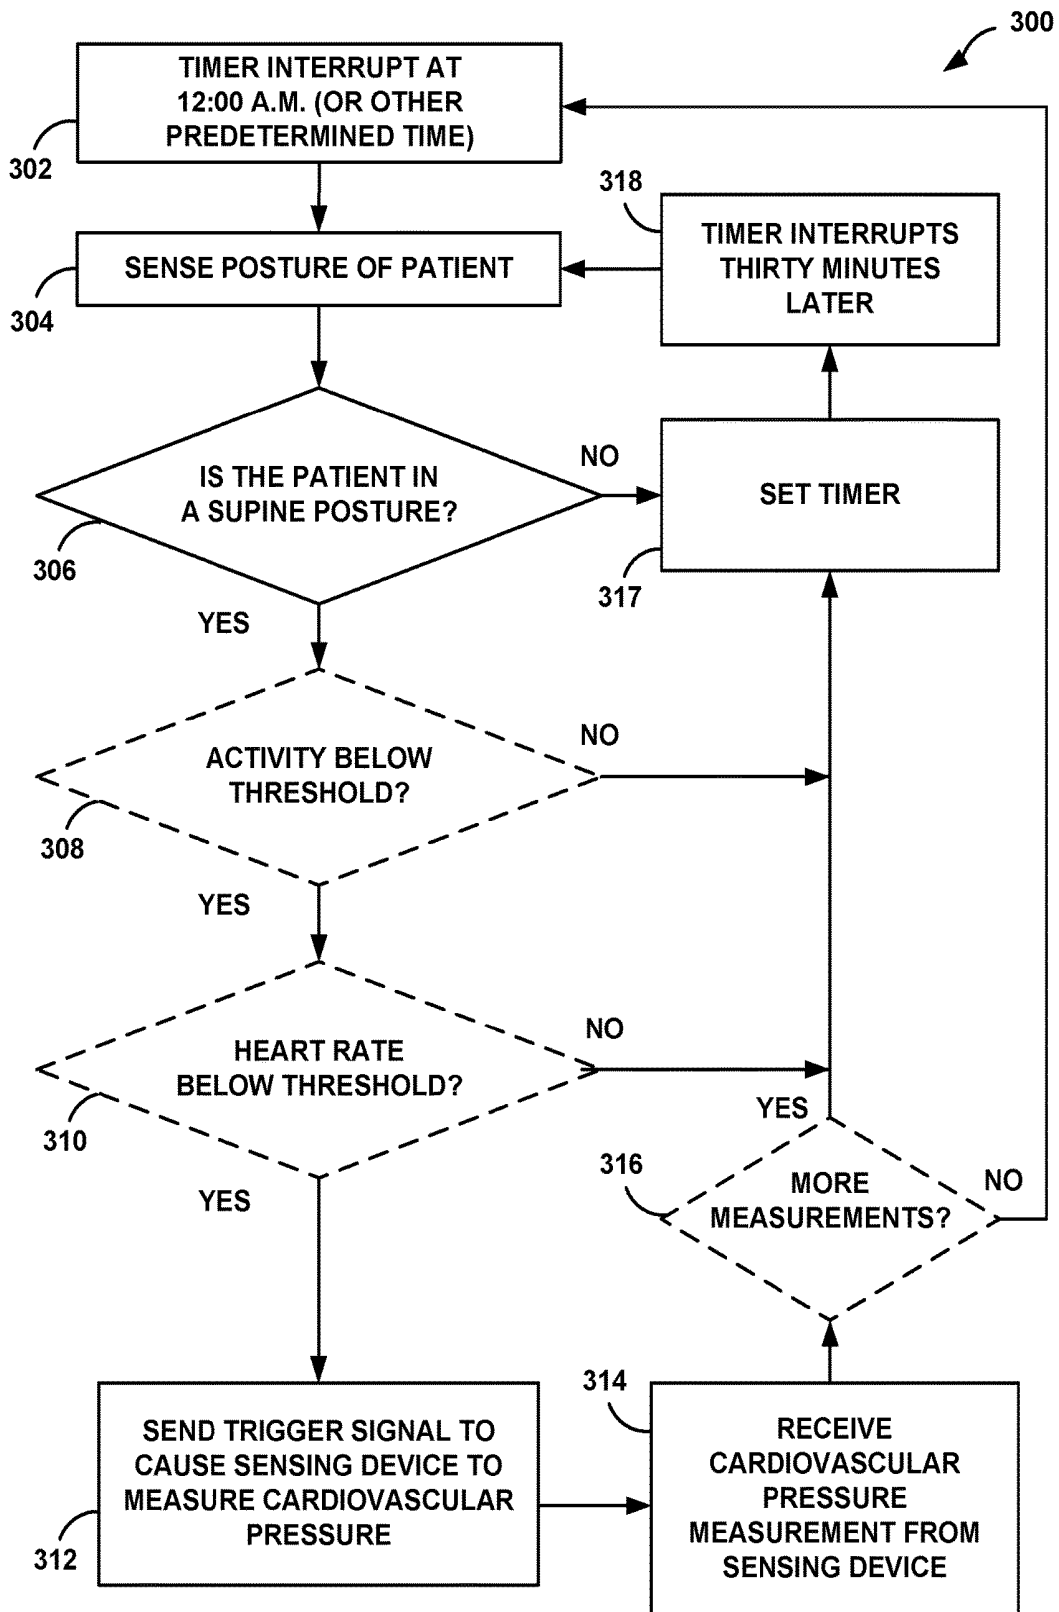 300
TIMER INTERRUPT AT
12:00 A.M. (OR OTHER
PREDETERMINED TIME)
302
318
TIMER INTERRUPTS
THIRTY MINUTES
LATER
SENSE POSTURE OF PATIENT
304
IS THE PATIENT IN
A SUPINE POSTURE?
NO
306
SET TIMER
317
YES
ACTIVITY BELOW
THRESHOLD?
NO
308
YES
HEART RATE
BELOW THRESHOLD?
NO
310
YES
YES
316
MORE
MEASUREMENTS?
NO
SEND TRIGGER SIGNAL TO
CAUSE SENSING DEVICE TO
MEASURE CARDIOVASCULAR
PRESSURE
312
314
RECEIVE
CARDIOVASCULAR
PRESSURE
MEASUREMENT FROM
SENSING DEVICE